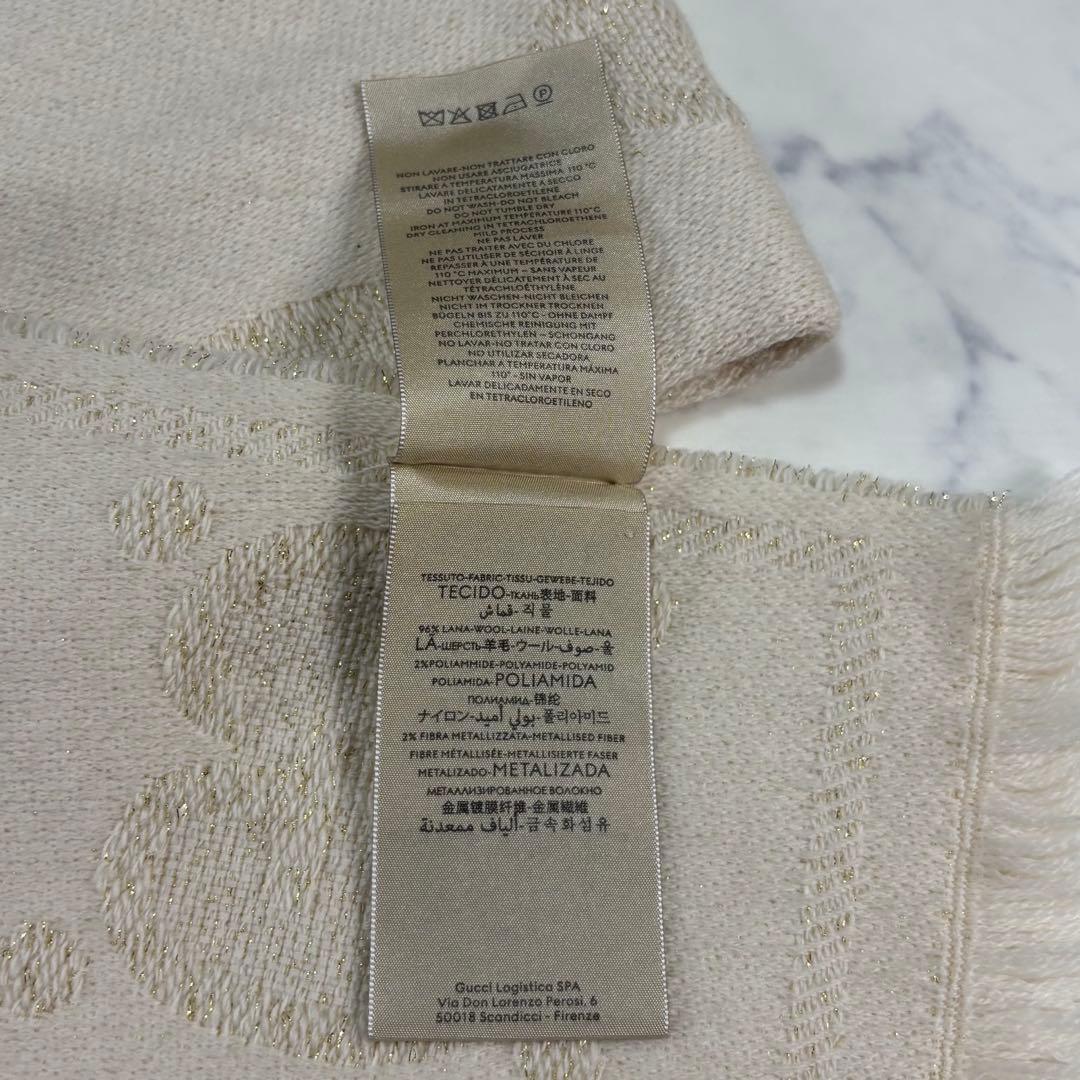 NON LAVARE-NON TRATTARE CON CLORO
NON USARE ASCIUGATRICE
STIRARE A TEMPERATURA MASSIMA 110 °C
LAVARE DELICATAMENTE A SECCO
IN TETRACLOROETILENE
DO NOT WASH-DO NOT BLEACH
DO NOT TUMBLE DRY
IRON AT MAXIMUM TEMPERATURE 110°C
DRY CLEANING IN TETRACHLOROETHENE
MILD PROCESS
NE PAS LAVER
NE PAS TRAITER AVEC DU CHLORE
NE PAS UTILISER DE SÉCHOIR À LINGE
REPASSER À UNE TEMPÉRATURE DE
110 °C MAXIMUM – SANS VAPEUR
NETTOYER DÉLICATEMENT À SEC AU
TÉTRACHLOÉTHYLÈNE
NICHT WASCHEN-NICHT BLEICHEN
NICHT IM TROCKNER TROCKNEN
BÜGELN BIS ZU 110°C - OHNE DAMPF
CHEMISCHE REINIGUNG MIT
PERCHLORETHYLEN – SCHONGANG
NO LAVAR-NO TRATAR CON CLORO
NO UTILIZAR SECADORA
PLANCHAR A TEMPERATURA MÁXIMA
110° - SIN VAPOR
LAVAR DELICADAMENTE EN SECO
EN TETRACLOROETILENO
TESSUTO-FABRIC-TISSU-GEWEBE-TEJIDO
TECIDO-ТКАНЬ表地-面料
قماش-직물
96% LANA-WOOL-LAINE-WOLLE-LANA
LÃ-ШЕРСТЬ-羊毛-ウール-صوف-울
2%POLIAMMIDE-POLYAMIDE-POLYAMID
POLIAMIDA-POLIAMIDA
ПОЛИАМИД-锦纶
ナイロン-بولي أميد-폴리아미드
2% FIBRA METALLIZZATA-METALLISED FIBER
FIBRE MÉTALLISÉE-METALLISIERTE FASER
METALIZADO-METALIZADA
МЕТАЛЛИЗИРОВАННОЕ ВОЛОКНО
金属镀膜纤维-金属繊維
ألياف ممعدنة-금속화섬유
Gucci Logistica SPA
Via Don Lorenzo Perosi, 6
50018 Scandicci - Firenze